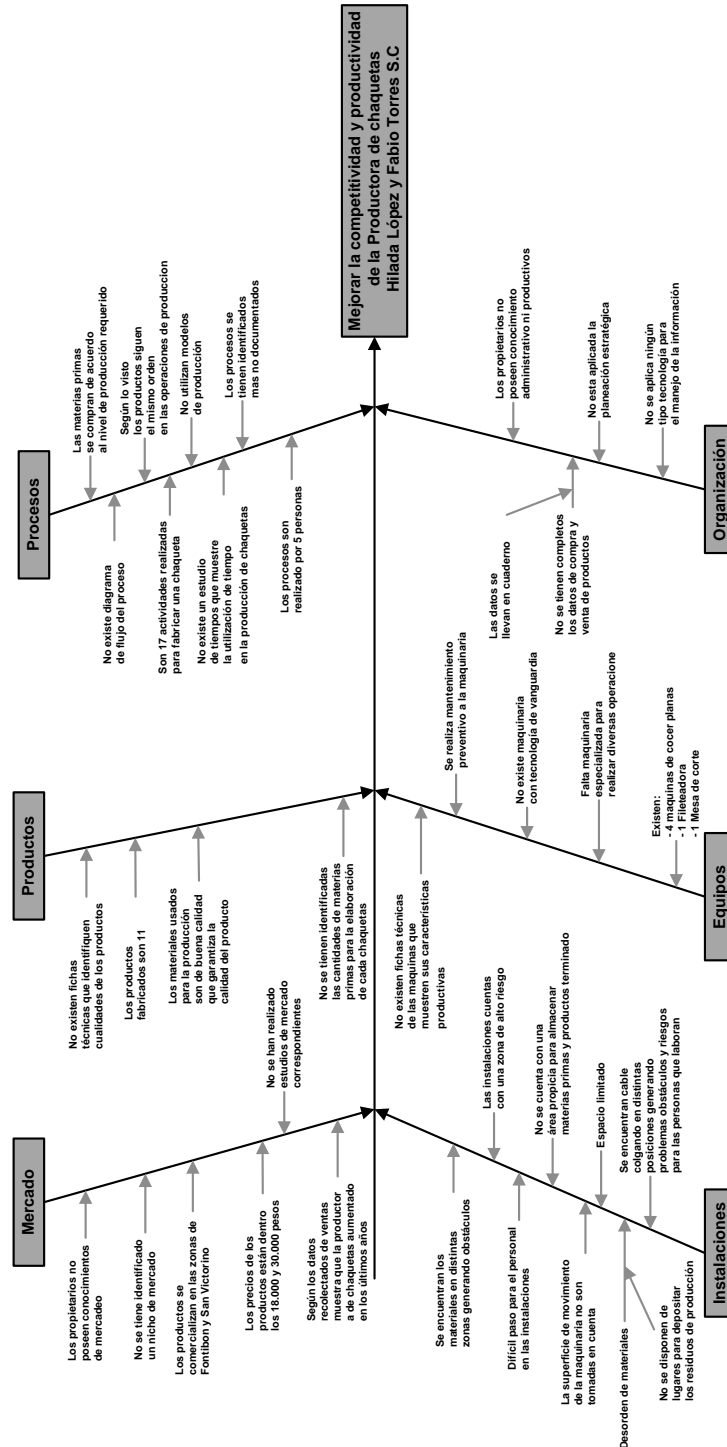 Mercado
Los propietarios no
poseen conocimientos
de mercadeo
No se tiene identificado
un nicho de mercado
Los productos se
comercializan en las zonas de
Fontibon y San Victorino
Los precios de los
productos están dentro
los 18.000 y 30.000 pesos
No se han realizado
estudios de mercado
correspondientes
Según los datos
recolectados de ventas
muestra que la productor
a de chaquetas aumentado
en los últimos años
Productos
No existen fichas
técnicas que identifiquen
cualidades de los productos
Los productos
fabricados son 11
Los materiales usados
para la producción
son de buena calidad
que garantiza la
calidad del producto
No se tienen identificadas
las cantidades de materias
primas para la elaboración
de cada chaquetas
Procesos
Las materias primas
se compran de acuerdo
al nivel de producción requerido
No existe diagrama
de flujo del proceso
Según lo visto
los productos siguen
el mismo orden
en las operaciones de produccion
Son 17 actividades realizadas
para fabricar una chaqueta
No utilizan modelos
de producción
No existe un estudio
de tiempos que muestre
la utilización de tiempo
en la producción de chaquetas
Los procesos se
tienen identificados
mas no documentados
Los procesos son
realizado por 5 personas
Mejorar la competitividad y productividad
de la Productora de chaquetas
Hilada López y Fabio Torres S.C
Se encuentran los
materiales en distintas
zonas generando obstáculos
Las instalaciones cuentas
con una zona de alto riesgo
Difícil paso para el personal
en las instalaciones
No se cuenta con una
área propicia para almacenar
materias primas y productos terminado
La superficie de movimiento
de la maquinaria no son
tomadas en cuenta
Espacio limitado
Desorden de materiales
Se encuentran cable
colgando en distintas
posiciones generando
problemas obstáculos y riesgos
para las personas que laboran
No se disponen de
lugares para depositar
los residuos de producción
Instalaciones
No existen fichas técnicas
de las maquinas que
muestren sus características
productivas
Se realiza mantenimiento
preventivo a la maquinaria
No existe maquinaria
con tecnología de vanguardia
Falta maquinaria
especializada para
realizar diversas operacione
Existen:
- 4 maquinas de cocer planas
- 1 Fileteadora
- 1 Mesa de corte
Equipos
Los propietarios no
poseen conocimiento
administrativo ni productivos
Las datos se
llevan en cuaderno
No se tienen completos
los datos de compra y
venta de productos
No esta aplicada la
planeación estratégica
No se aplica ningún
tipo tecnología para
el manejo de la información
Organización